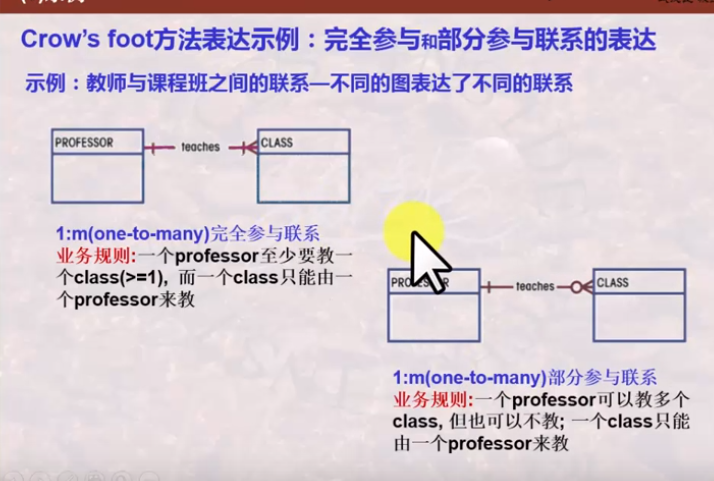 Crow's foot方法表达示例：完全参与和部分参与联系的表达
示例：教师与课程班之间的联系—不同的图表达了不同的联系
PROFESSOR
teaches
CLASS
1:m(one-to-many)完全参与联系
业务规则:一个professor至少要教一
个class(>=1), 而一个class只能由一
个professor来教
teaches
CLASS
1:m(one-to-many)部分参与联系
业务规则:一个professor可以教多个
class, 但也可以不教; 一个class只能
由一个professor来教